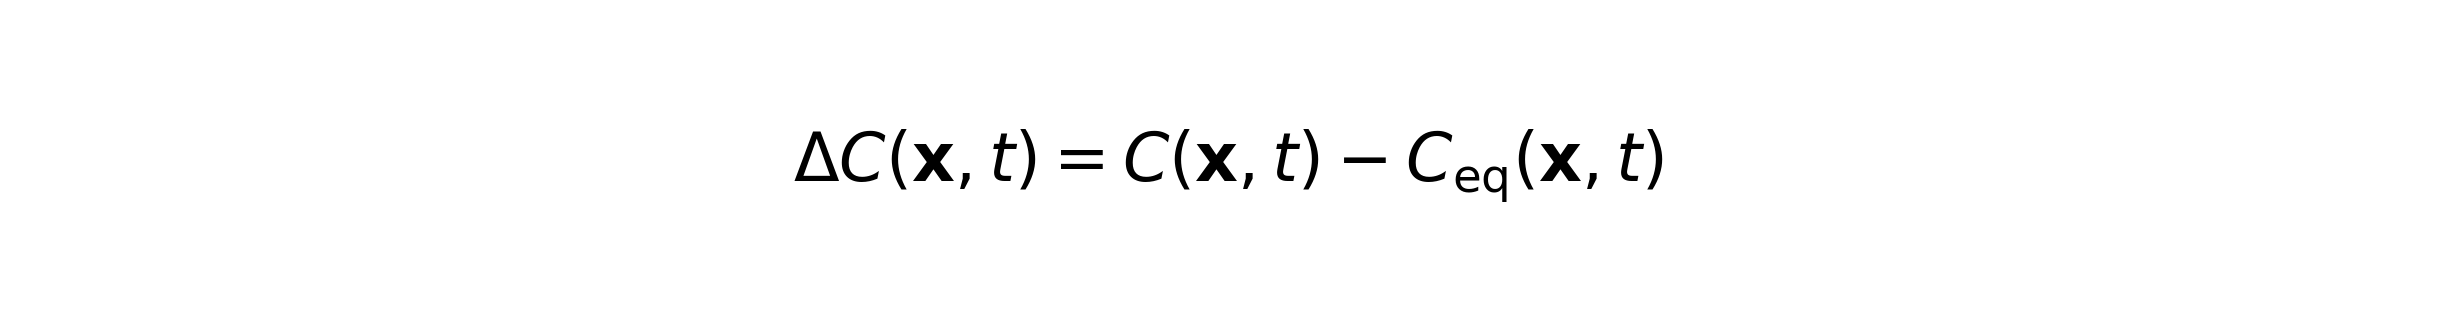 ΔC(𝐱, t) = C(𝐱, t) − C_eq(𝐱, t)